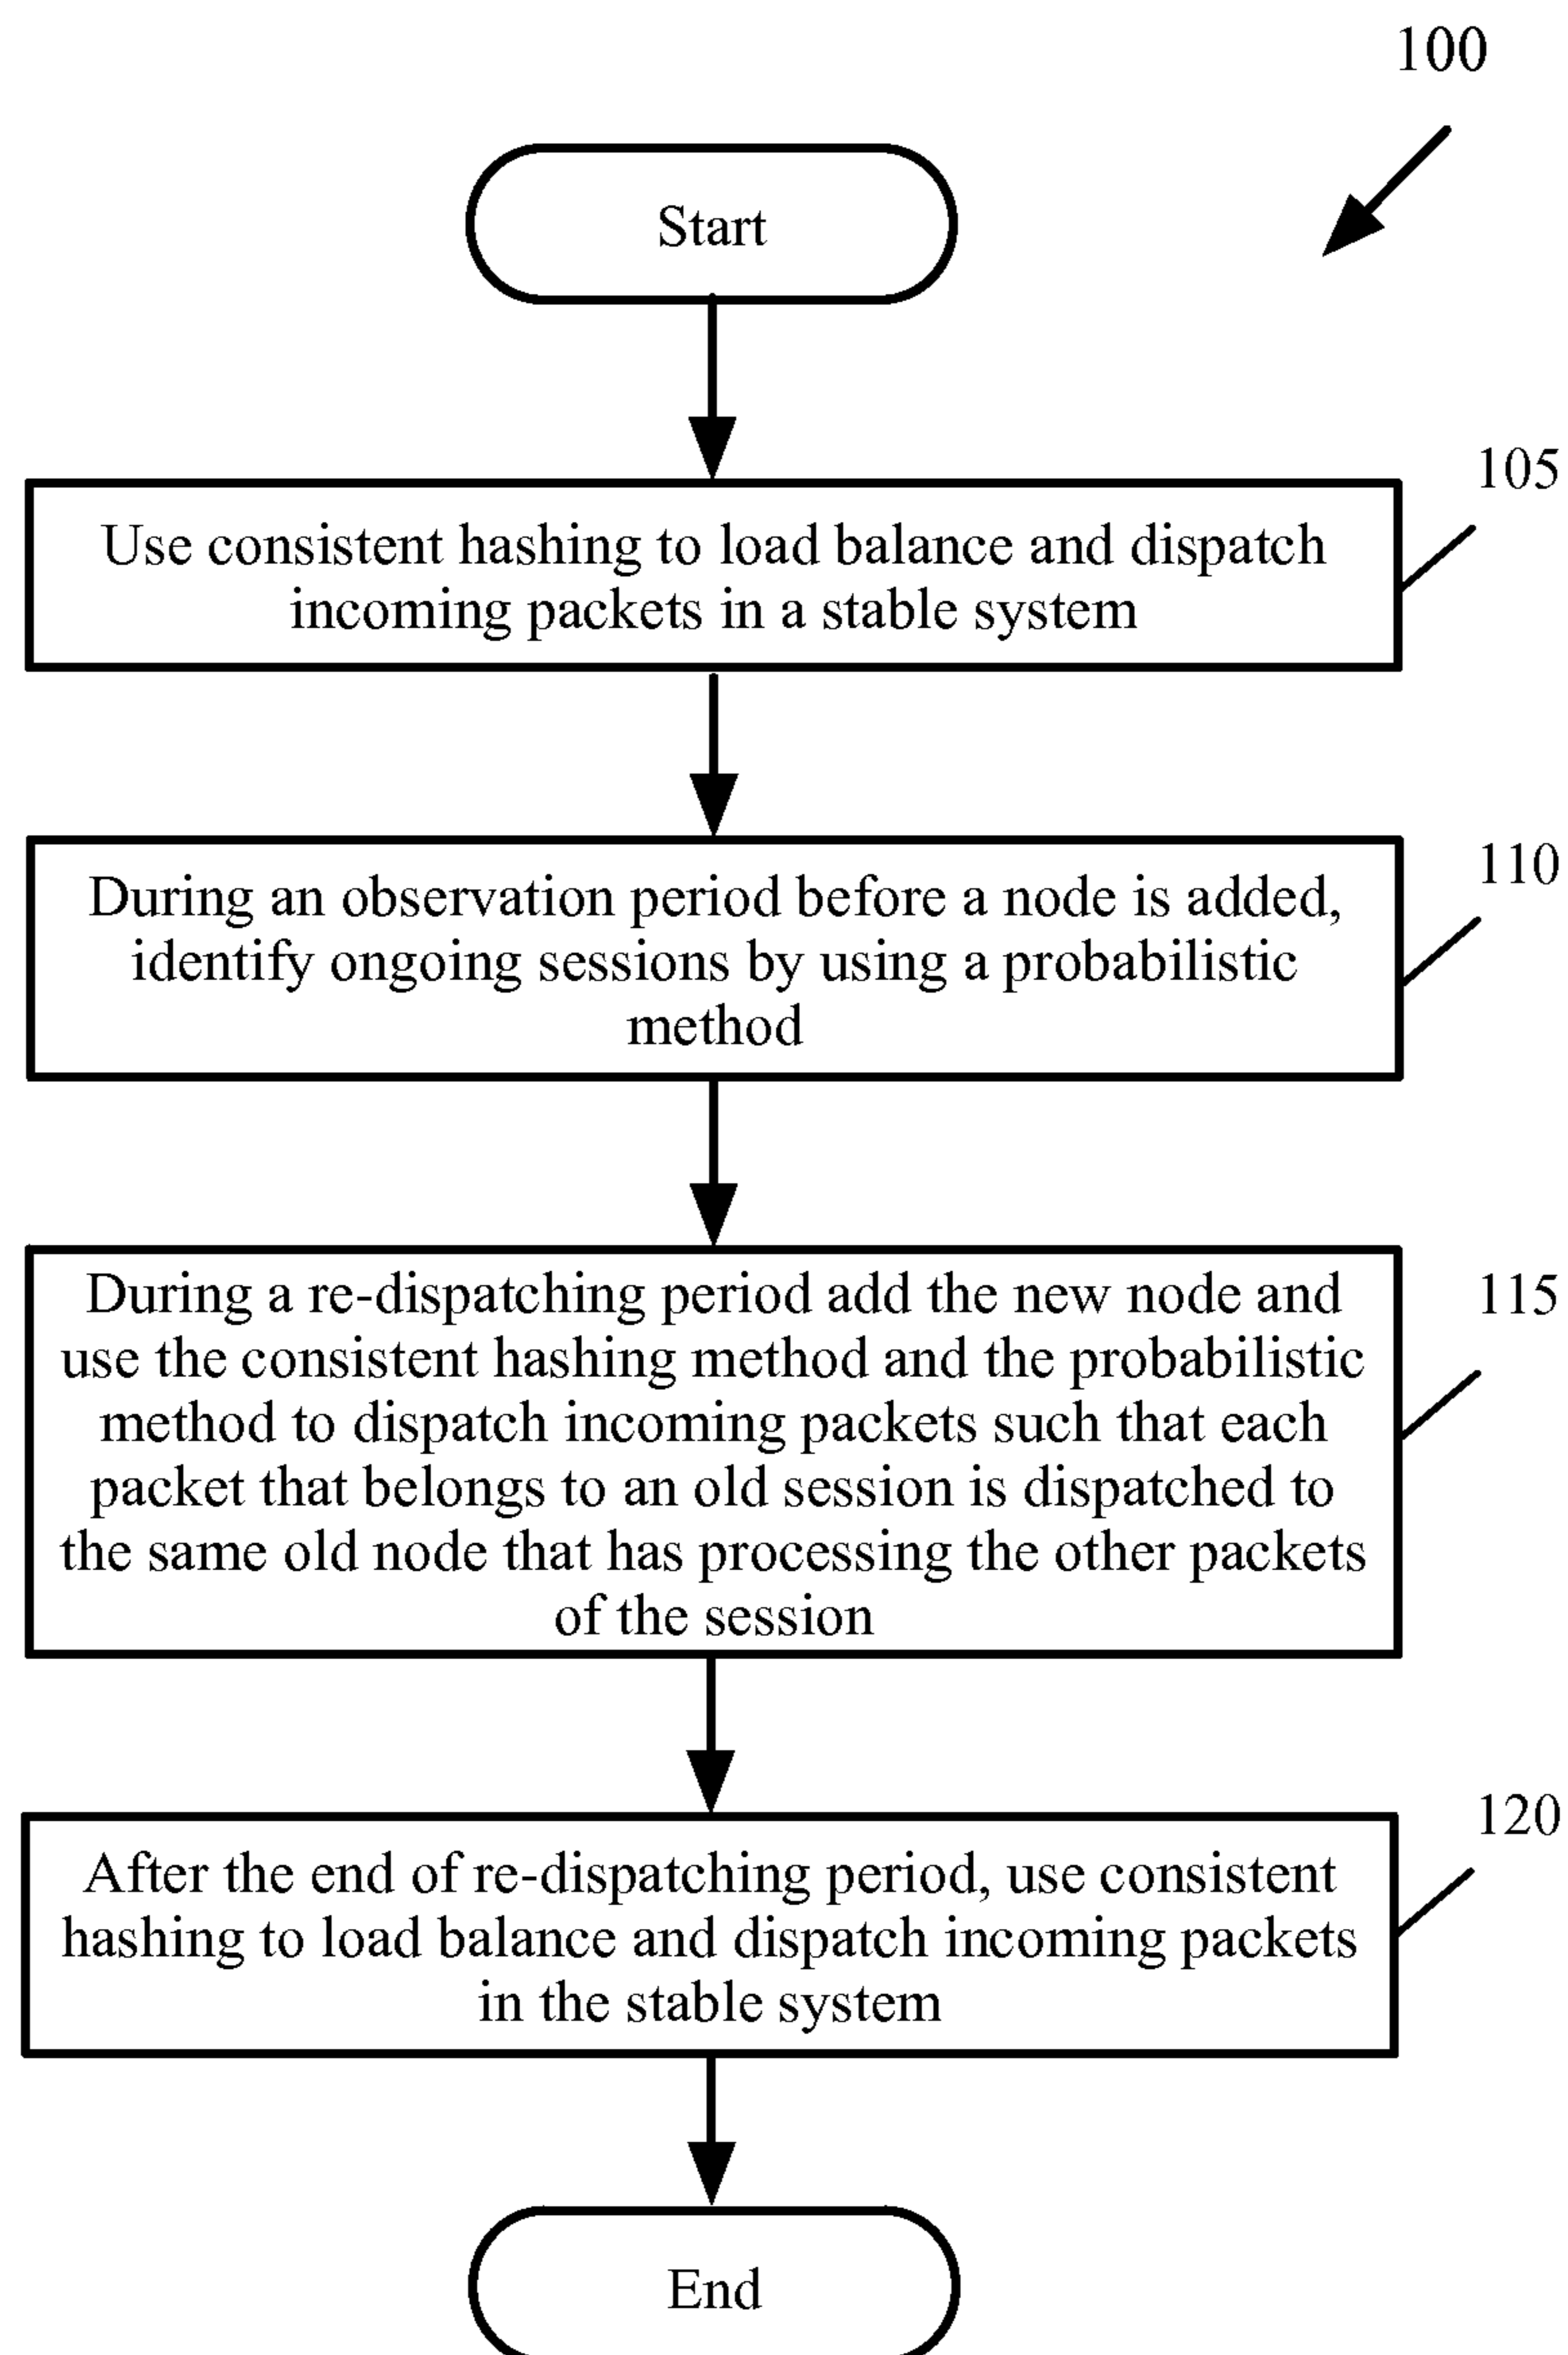 100
Start
105
Use consistent hashing to load balance and dispatch
incoming packets in a stable system
110
During an observation period before a node is added,
identify ongoing sessions by using a probabilistic
method
115
During a re-dispatching period add the new node and
use the consistent hashing method and the probabilistic
method to dispatch incoming packets such that each
packet that belongs to an old session is dispatched to
the same old node that has processing the other packets
of the session
120
After the end of re-dispatching period, use consistent
hashing to load balance and dispatch incoming packets
in the stable system
End